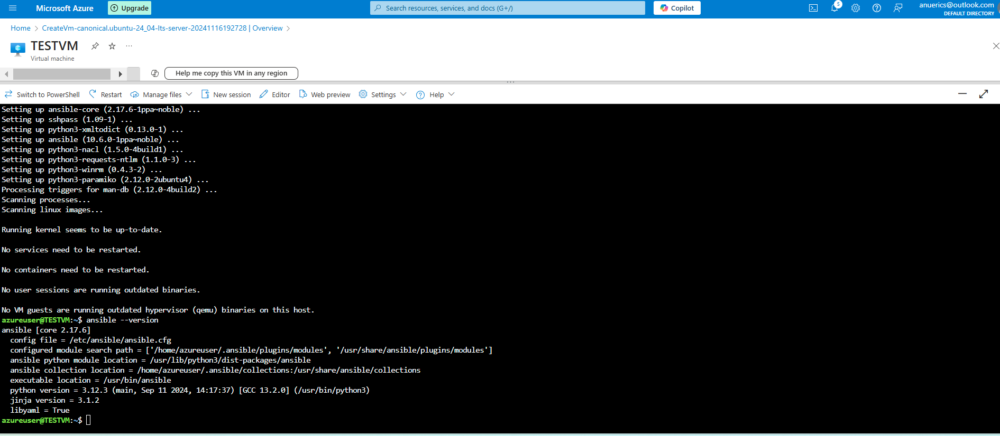 Microsoft Azure
Upgrade
Search resources, services, and docs (G+/)
Copilot
5
anuerics@outlook.com
DEFAULT DIRECTORY
Home > CreateVm-canonical.ubuntu-24_04-lts-server-20241116192728 | Overview >
TESTVM
Virtual machine
Help me copy this VM in any region
Switch to PowerShell Restart Manage files New session Editor Web preview Settings Help
Setting up ansible-core (2.17.6-1ppa~noble) ...
Setting up sshpass (1.09-1) ...
Setting up python3-xmltodict (0.13.0-1) ...
Setting up ansible (10.6.0-1ppa~noble) ...
Setting up python3-nacl (1.5.0-4build1) ...
Setting up python3-requests-ntlm (1.1.0-3) ...
Setting up python3-winrm (0.4.3-2) ...
Setting up python3-paramiko (2.12.0-2ubuntu4) ...
Processing triggers for man-db (2.12.0-4build2) ...
Scanning processes...
Scanning linux images...
Running kernel seems to be up-to-date.
No services need to be restarted.
No containers need to be restarted.
No user sessions are running outdated binaries.
No VM guests are running outdated hypervisor (qemu) binaries on this host.
azureuser@TESTVM:~$ ansible --version
ansible [core 2.17.6]
  config file = /etc/ansible/ansible.cfg
  configured module search path = ['/home/azureuser/.ansible/plugins/modules', '/usr/share/ansible/plugins/modules']
  ansible python module location = /usr/lib/python3/dist-packages/ansible
  ansible collection location = /home/azureuser/.ansible/collections:/usr/share/ansible/collections
  executable location = /usr/bin/ansible
  python version = 3.12.3 (main, Sep 11 2024, 14:17:37) [GCC 13.2.0] (/usr/bin/python3)
  jinja version = 3.1.2
  libyaml = True
azureuser@TESTVM:~$